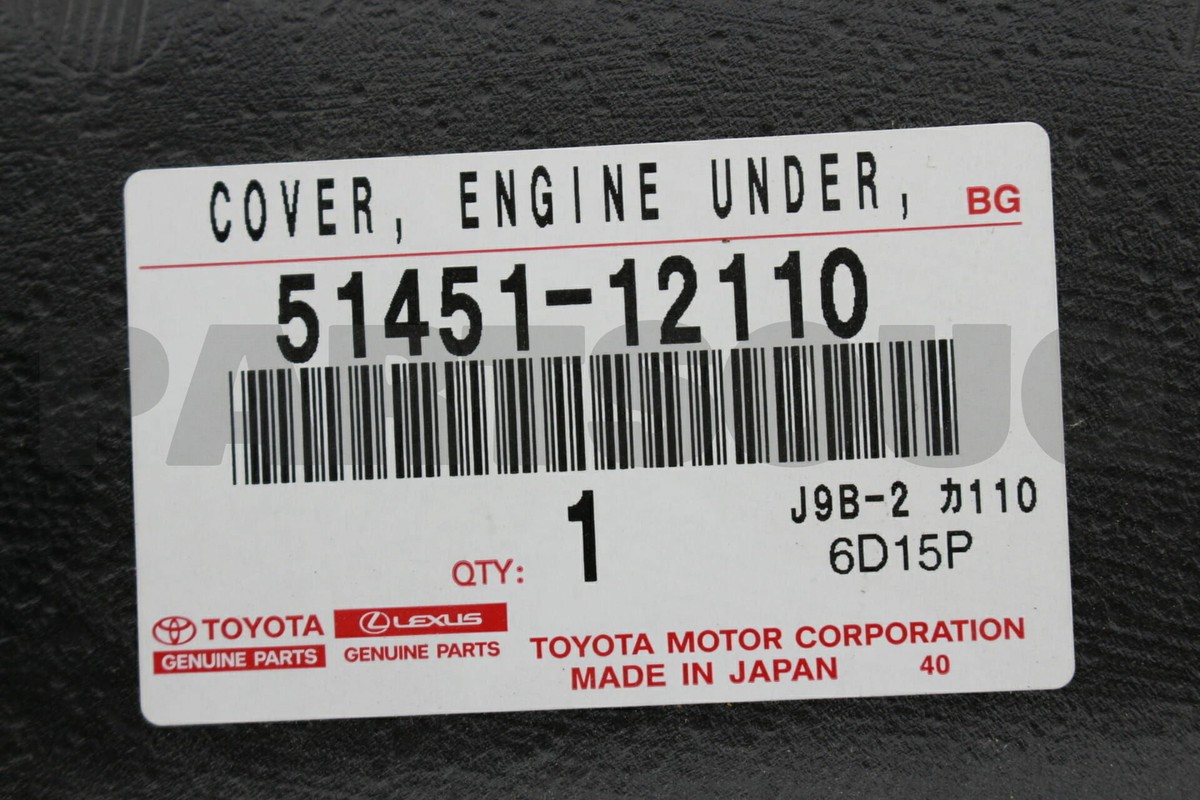 COVER, ENGINE UNDER,
BG
51451-12110
PARTSOUQ
J9B-2 カ110
QTY: 1
6D15P
TOYOTA
GENUINE PARTS
LEXUS
GENUINE PARTS
TOYOTA MOTOR CORPORATION
MADE IN JAPAN 40